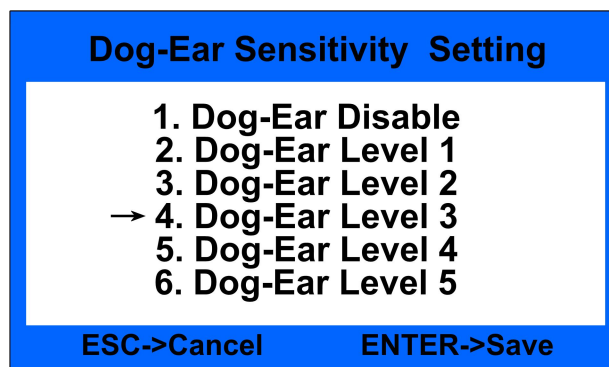 Dog-Ear Sensitivity Setting
1. Dog-Ear Disable
2. Dog-Ear Level 1
3. Dog-Ear Level 2
→ 4. Dog-Ear Level 3
5. Dog-Ear Level 4
6. Dog-Ear Level 5
ESC->Cancel ENTER->Save